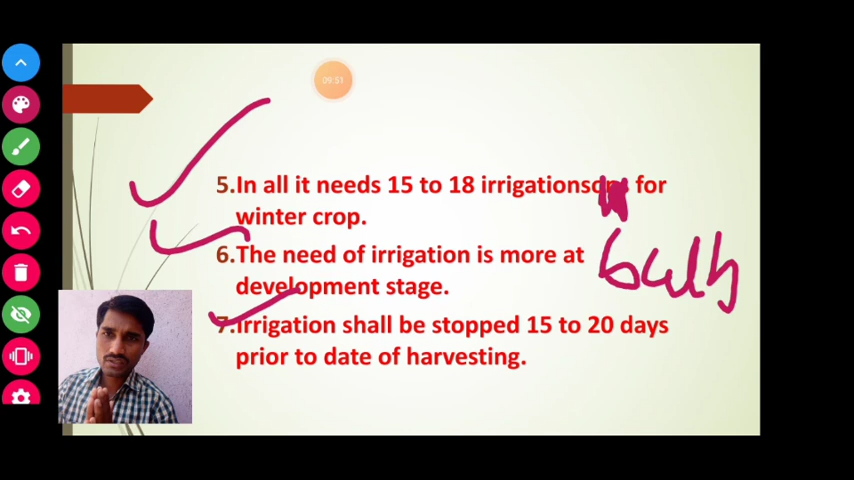 09:51
5.In all it needs 15 to 18 irrigations for
winter crop.
6.The need of irrigation is more at
bulb
development stage.
7.Irrigation shall be stopped 15 to 20 days
prior to date of harvesting.